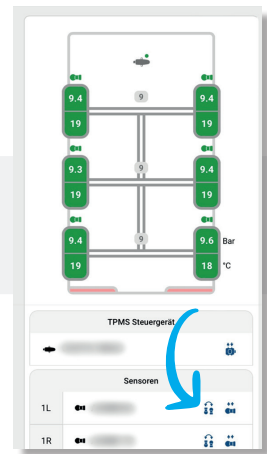 9.4 9 9.4
19 19
9.3 9 9.4
19 19
9.4 9 9.6 Bar
19 18 °C
TPMS Steuergerät
Sensoren
1L
1R